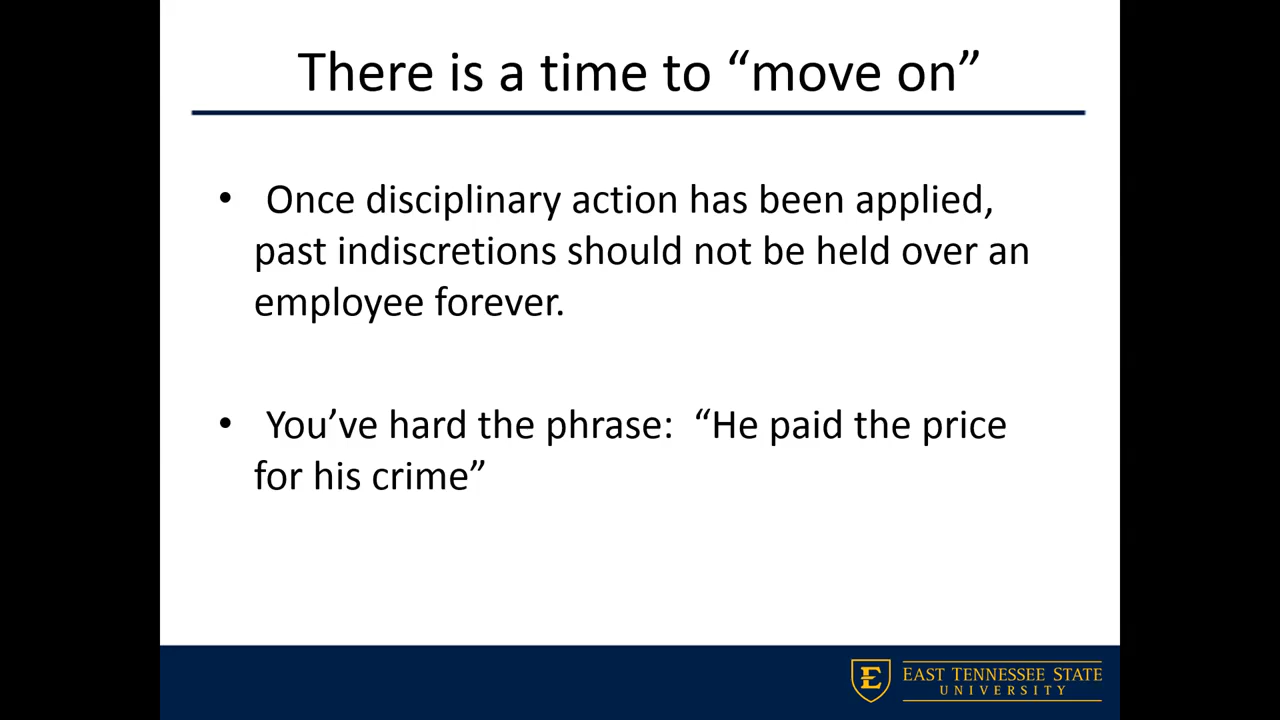 There is a time to “move on”
• Once disciplinary action has been applied,
past indiscretions should not be held over an
employee forever.
• You’ve hard the phrase:  “He paid the price
for his crime”
E
EAST TENNESSEE STATE
UNIVERSITY